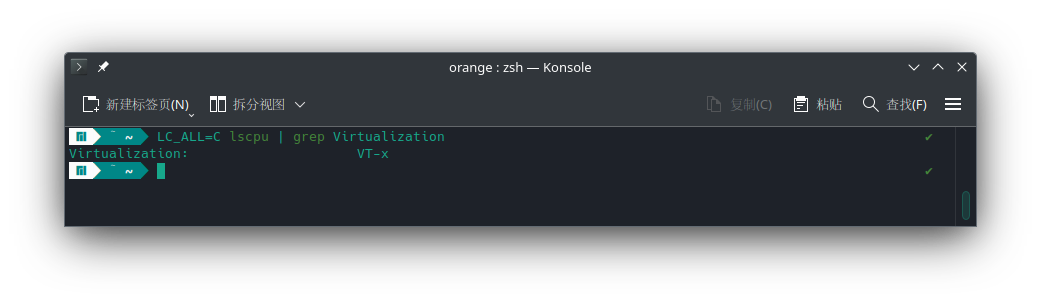 orange : zsh — Konsole
新建标签页(N) 拆分视图 复制(C) 粘贴 查找(F)
~ LC_ALL=C lscpu | grep Virtualization ✔
Virtualization: VT-x
~ ✔